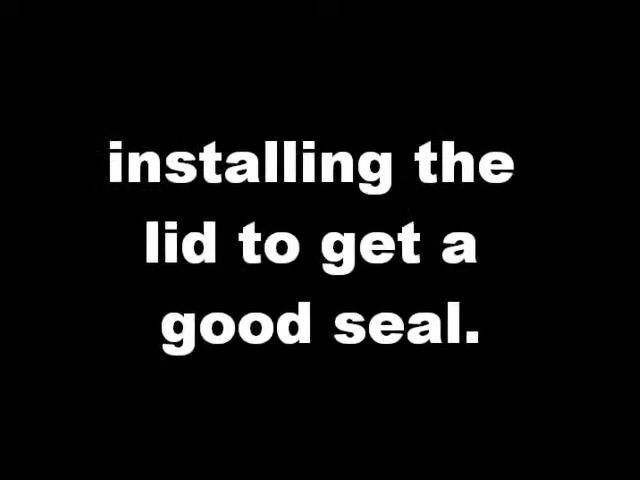 installing the
lid to get a
good seal.